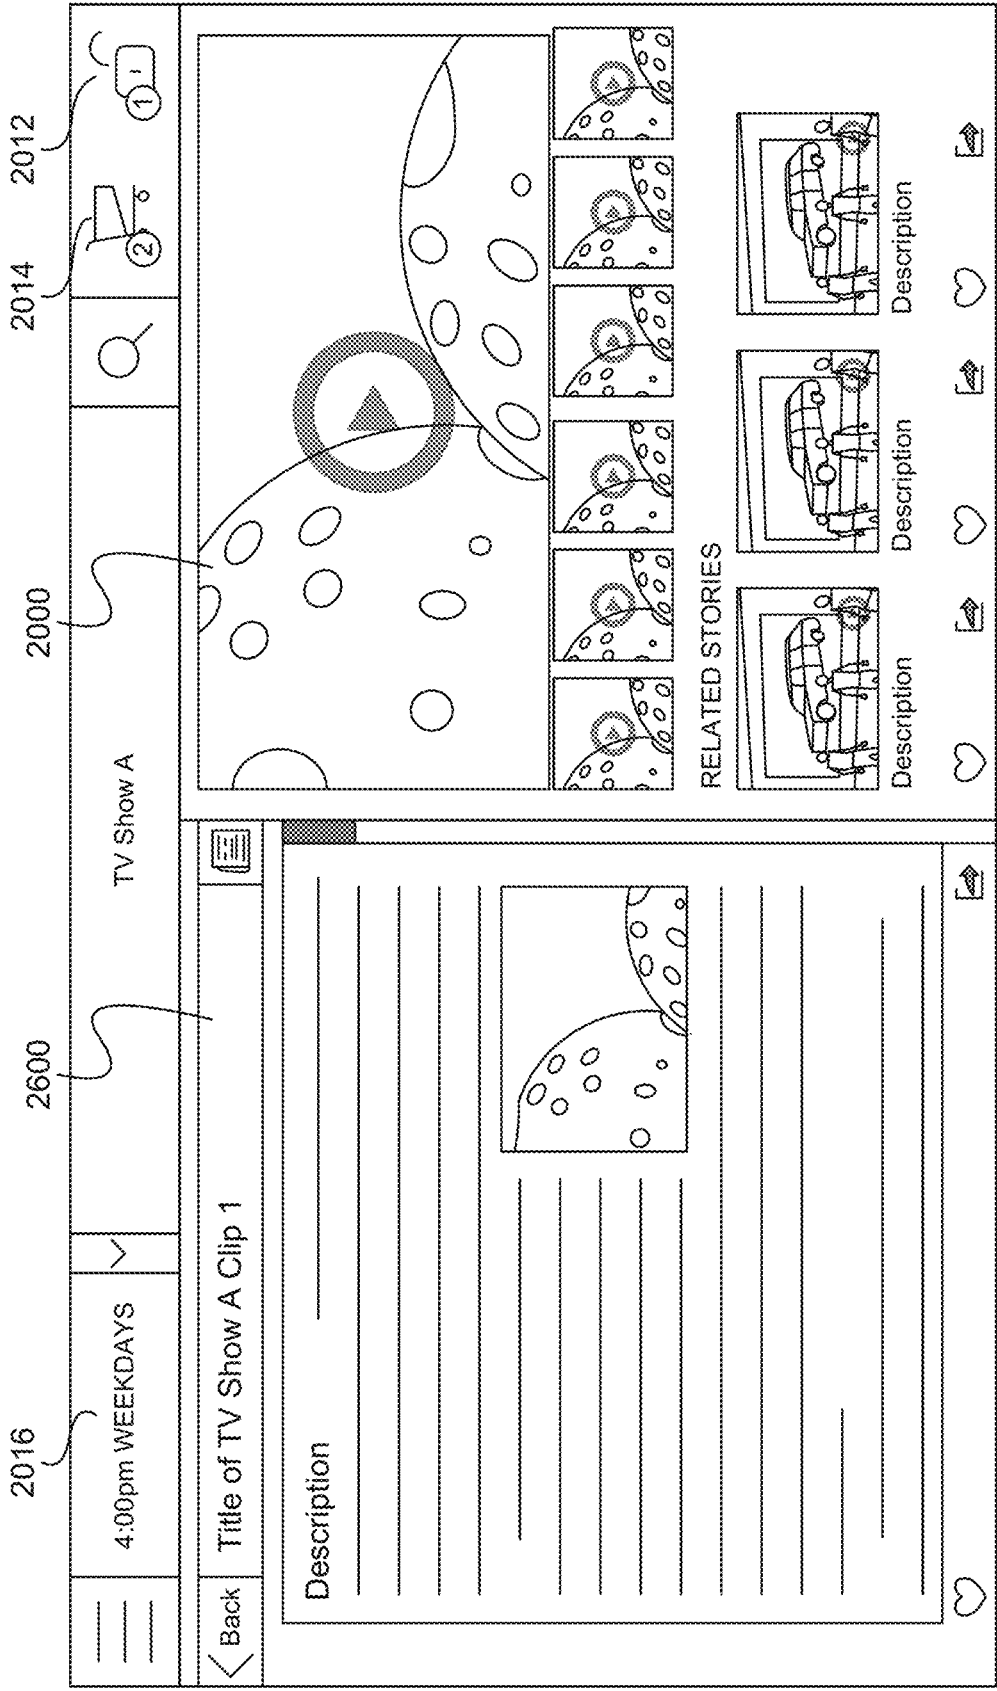 2016
2600
2000
2014
2012
4:00pm WEEKDAYS
TV Show A
2
1
Back
Title of TV Show A Clip 1
Description
RELATED STORIES
Description
Description
Description